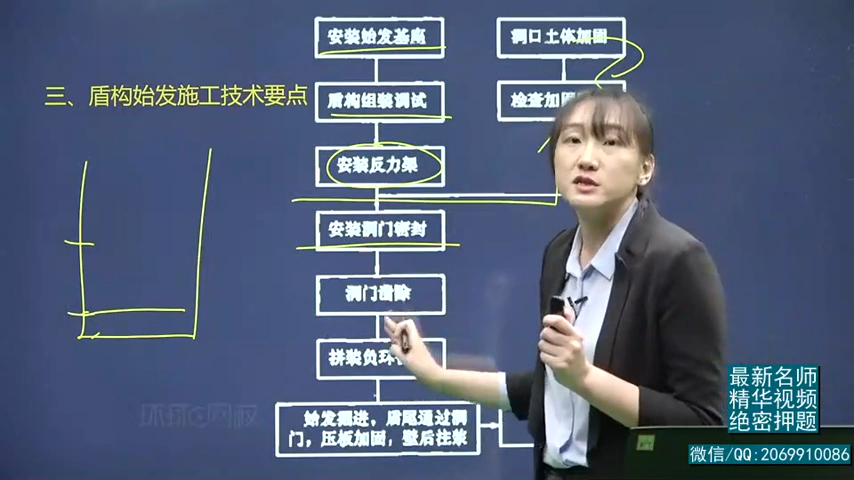 安装始发基座
洞口土体加固
三、盾构始发施工技术要点
盾构组装调试
检查加固
安装反力架
安装洞门密封
洞门凿除
拼装负环
始发掘进，盾尾通过洞
门，压板加固，壁后注浆
环球网校
最新名师
精华视频
绝密押题
微信/QQ:2069910086